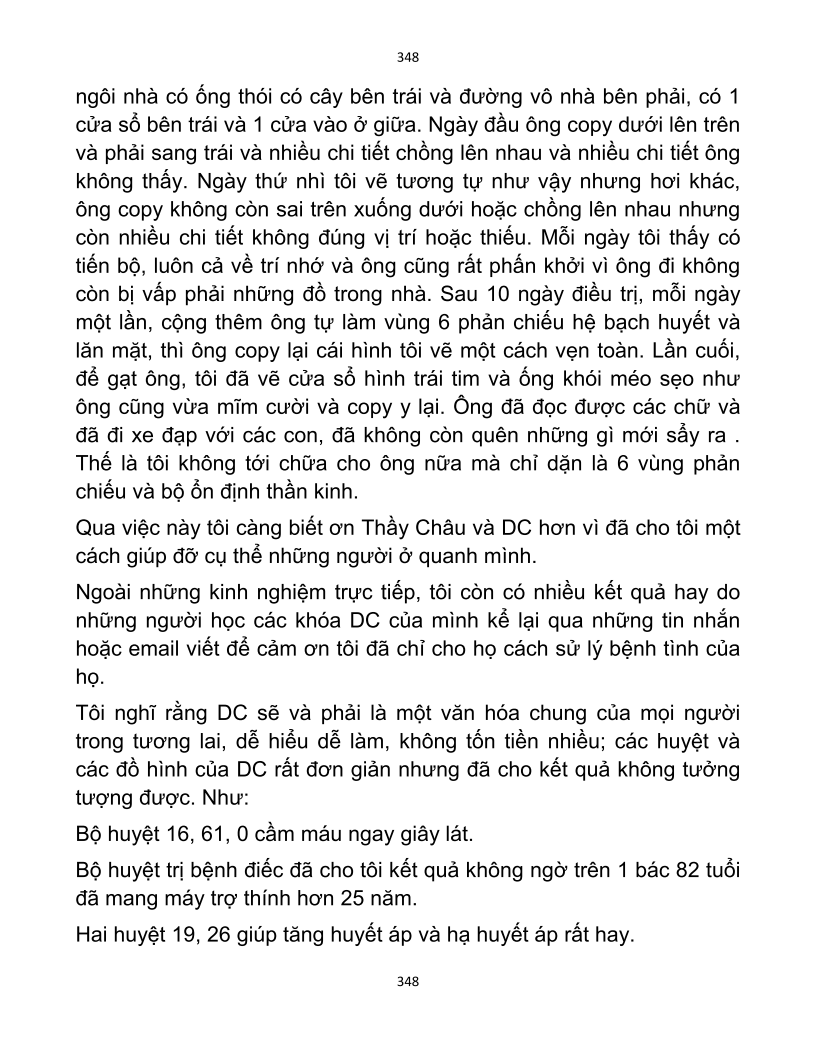 348
ngôi nhà có ống thói có cây bên trái và đường vô nhà bên phải, có 1
cửa sổ bên trái và 1 cửa vào ở giữa. Ngày đầu ông copy dưới lên trên
và phải sang trái và nhiều chi tiết chồng lên nhau và nhiều chi tiết ông
không thấy. Ngày thứ nhì tôi vẽ tương tự như vậy nhưng hơi khác,
ông copy không còn sai trên xuống dưới hoặc chồng lên nhau nhưng
còn nhiều chi tiết không đúng vị trí hoặc thiếu. Mỗi ngày tôi thấy có
tiến bộ, luôn cả về trí nhớ và ông cũng rất phấn khởi vì ông đi không
còn bị vấp phải những đồ trong nhà. Sau 10 ngày điều trị, mỗi ngày
một lần, cộng thêm ông tự làm vùng 6 phản chiếu hệ bạch huyết và
lăn mặt, thì ông copy lại cái hình tôi vẽ một cách vẹn toàn. Lần cuối,
để gạt ông, tôi đã vẽ cửa sổ hình trái tim và ống khói méo sẹo như
ông cũng vừa mĩm cười và copy y lại. Ông đã đọc được các chữ và
đã đi xe đạp với các con, đã không còn quên những gì mới sẩy ra .
Thế là tôi không tới chữa cho ông nữa mà chỉ dặn là 6 vùng phản
chiếu và bộ ổn định thần kinh.
Qua việc này tôi càng biết ơn Thầy Châu và DC hơn vì đã cho tôi một
cách giúp đỡ cụ thể những người ở quanh mình.
Ngoài những kinh nghiệm trực tiếp, tôi còn có nhiều kết quả hay do
những người học các khóa DC của mình kể lại qua những tin nhắn
hoặc email viết để cảm ơn tôi đã chỉ cho họ cách sử lý bệnh tình của
họ.
Tôi nghĩ rằng DC sẽ và phải là một văn hóa chung của mọi người
trong tương lai, dễ hiểu dễ làm, không tốn tiền nhiều; các huyệt và
các đồ hình của DC rất đơn giản nhưng đã cho kết quả không tưởng
tượng được. Như:
Bộ huyệt 16, 61, 0 cầm máu ngay giây lát.
Bộ huyệt trị bệnh điếc đã cho tôi kết quả không ngờ trên 1 bác 82 tuổi
đã mang máy trợ thính hơn 25 năm.
Hai huyệt 19, 26 giúp tăng huyết áp và hạ huyết áp rất hay.
348